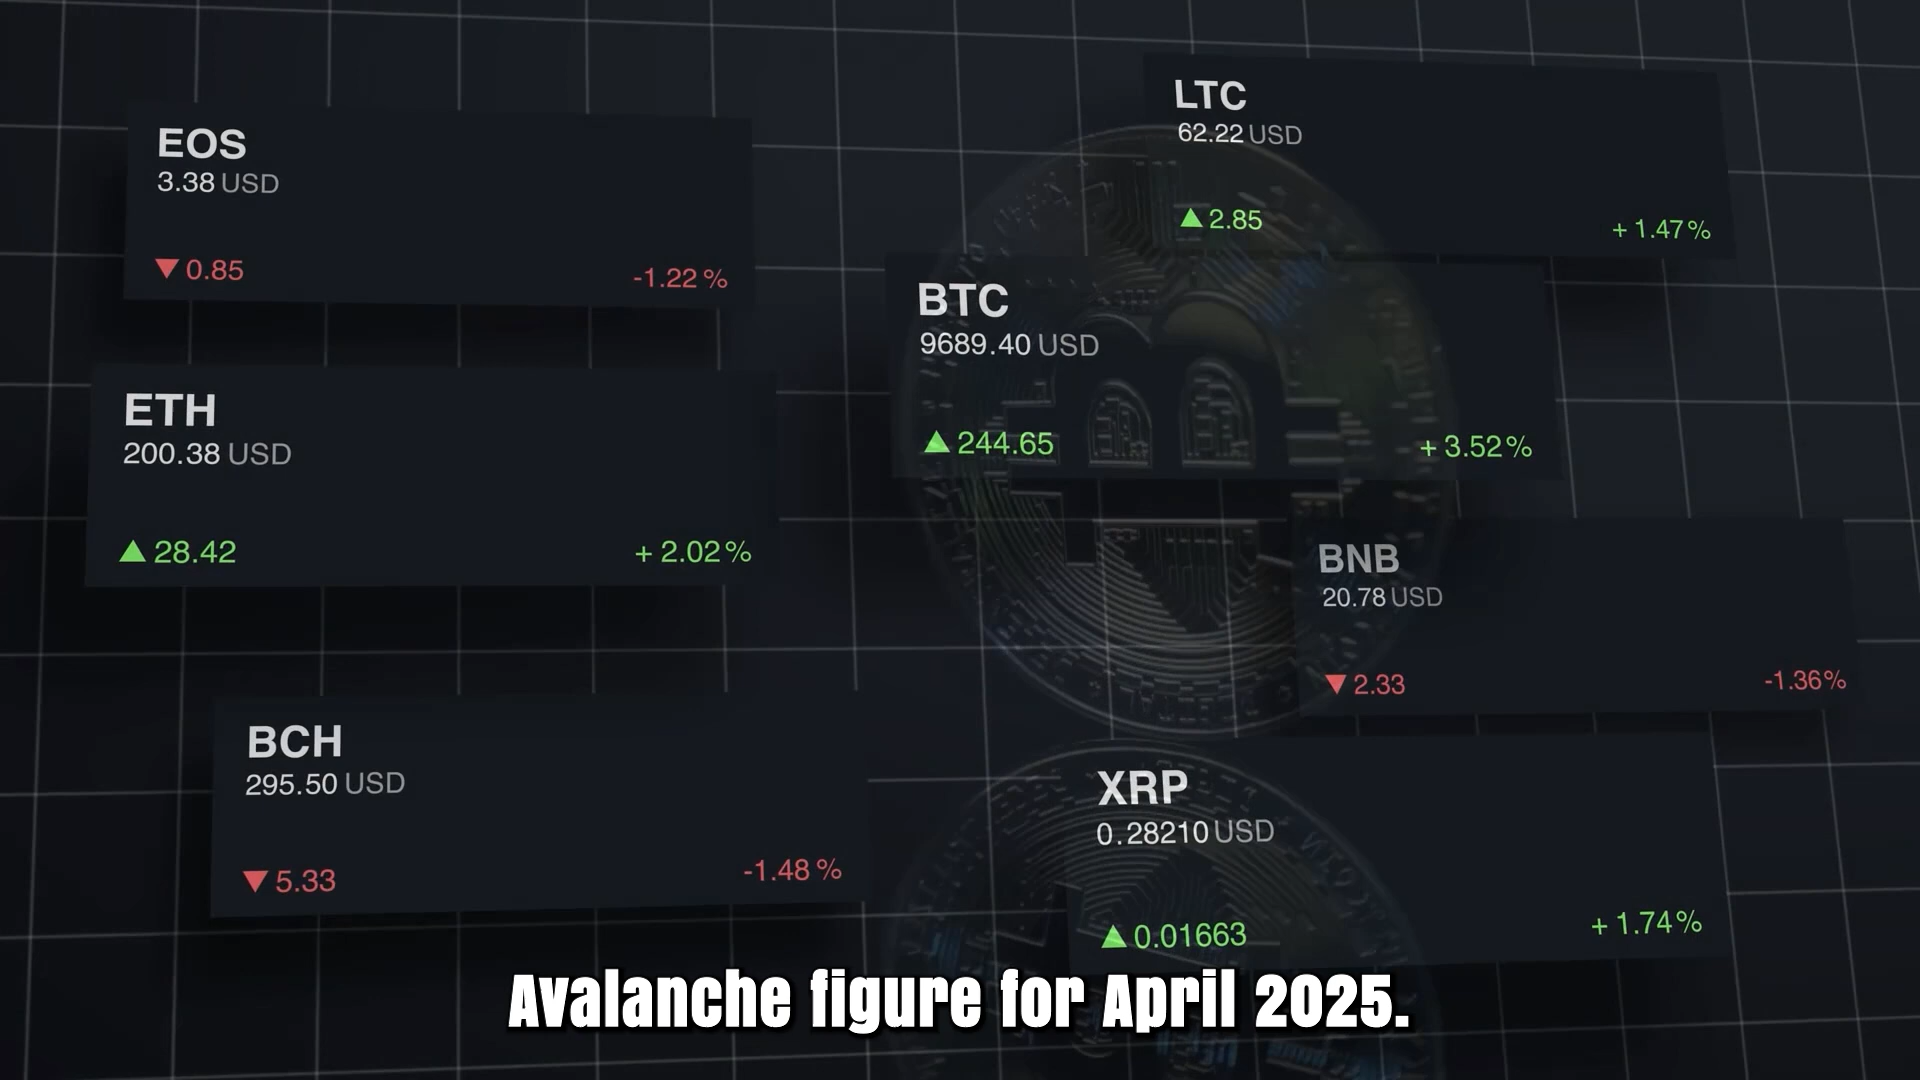 EOS
3.38 USD
▼ 0.85
-1.22 %
ETH
200.38 USD
▲ 28.42
+ 2.02%
BCH
295.50 USD
▼ 5.33
-1.48 %
LTC
62.22 USD
▲ 2.85
+ 1.47%
BTC
9689.40 USD
▲ 244.65
+ 3.52%
BNB
20.78 USD
▼ 2.33
-1.36%
XRP
0.28210 USD
▲ 0.01663
+ 1.74%
Avalanche figure for April 2025.